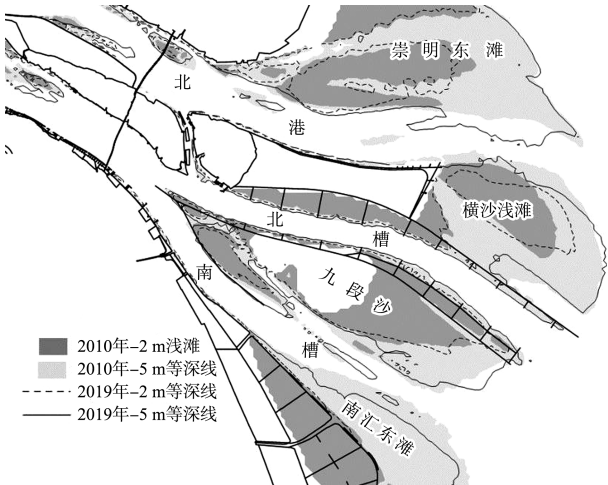 崇明东滩
北
港
横沙浅滩
北
槽
南
九段沙
槽
2010年–2 m浅滩
2010年–5 m等深线
2019年–2 m等深线
2019年–5 m等深线
南汇东滩